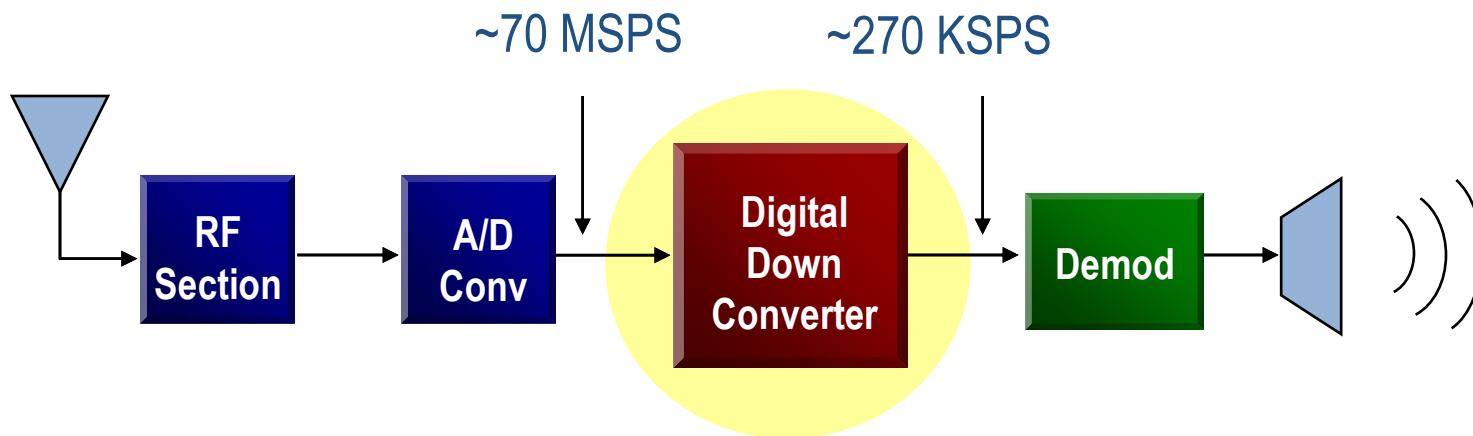 ~70 MSPS
~270 KSPS
RF
Section
A/D
Conv
Digital
Down
Converter
Demod